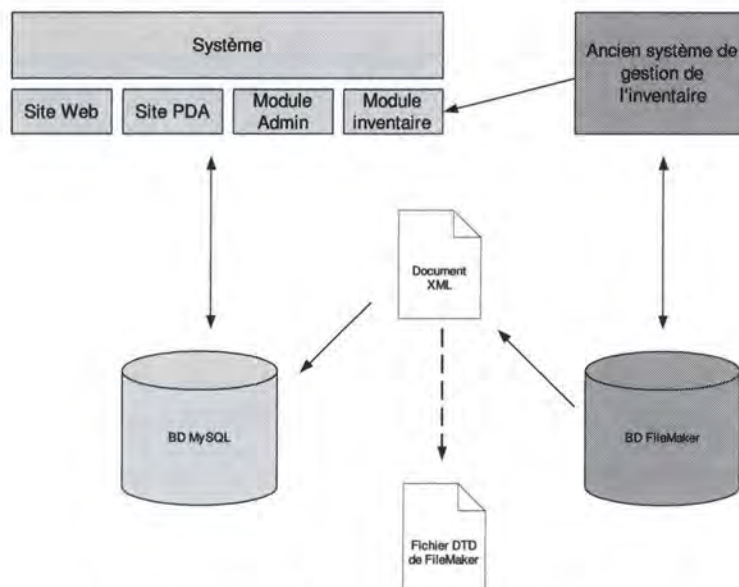 Système
Ancien système de
gestion de
l'inventaire
Site Web
Site PDA
Module
Admin
Module
inventaire
Document
XML
BD MySQL
BD FileMaker
Fichier DTD
de FileMaker